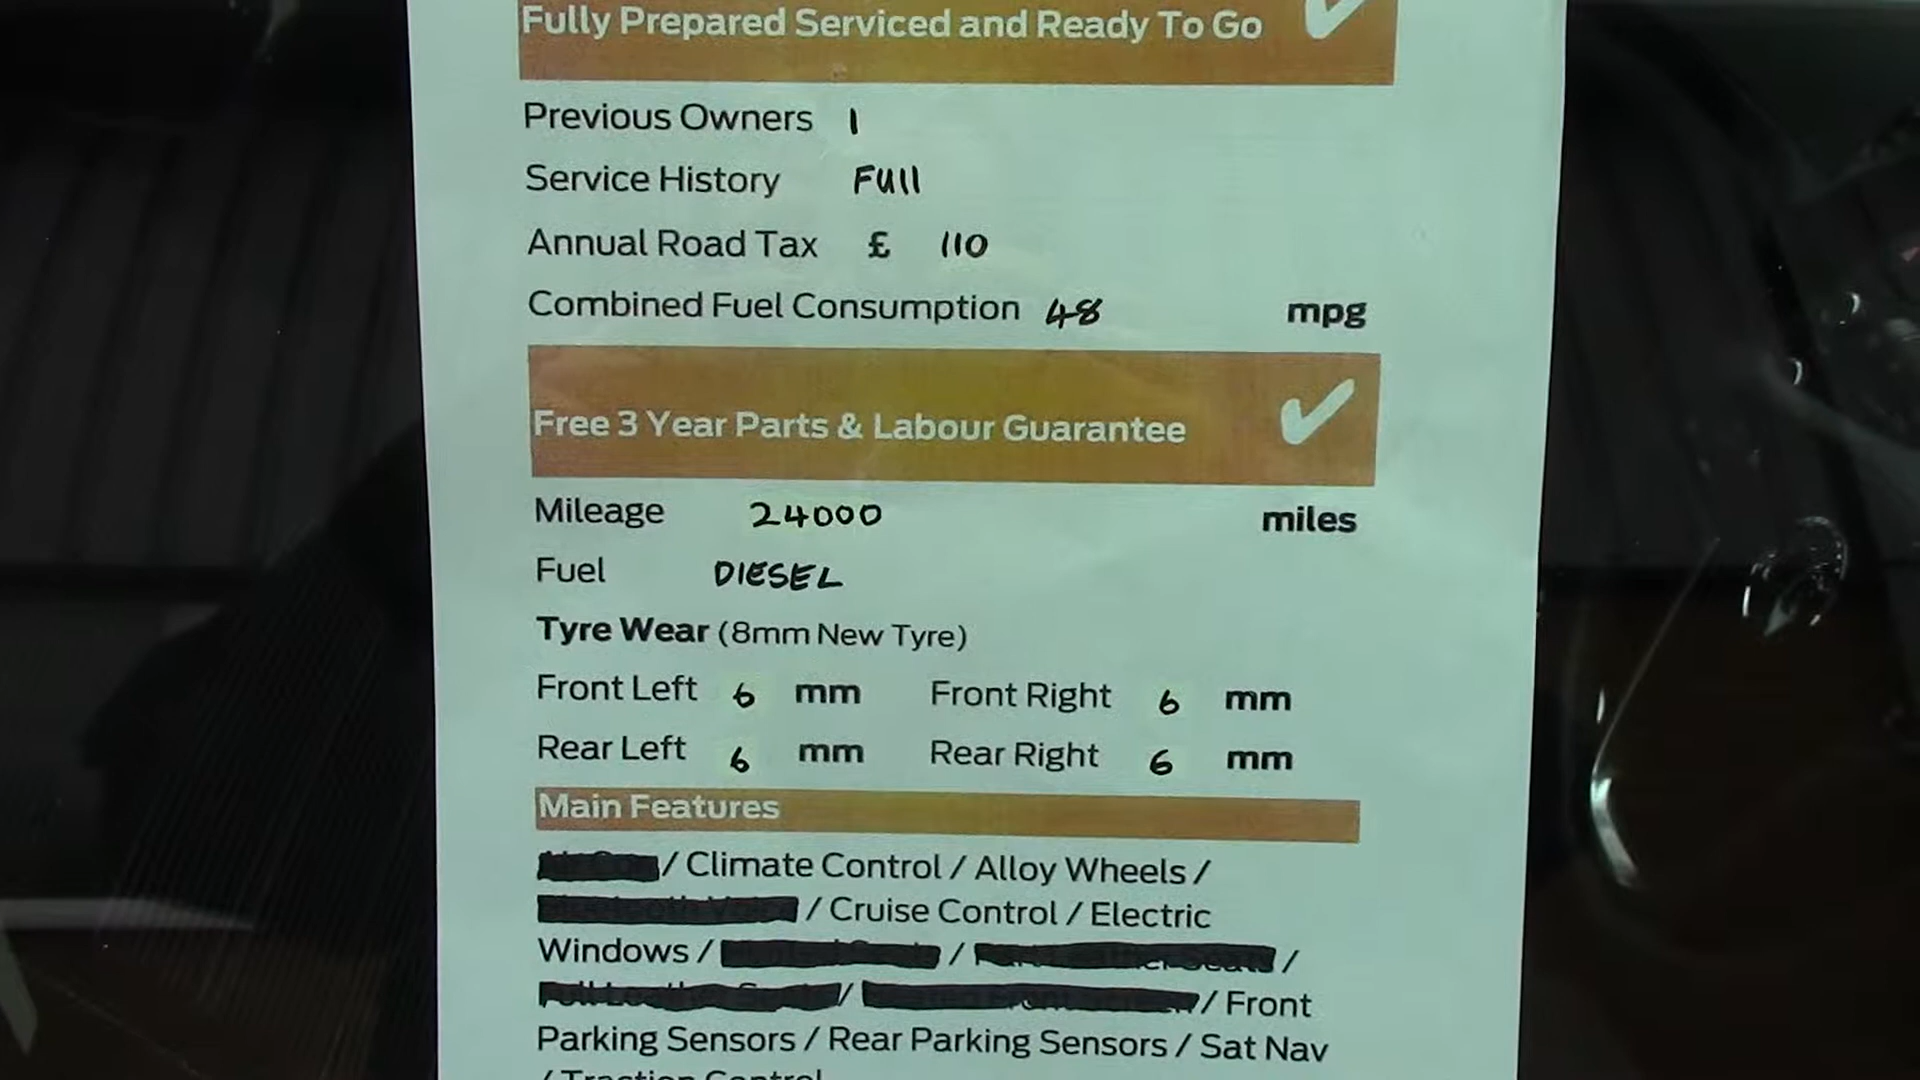 Fully Prepared Serviced and Ready To Go
Previous Owners 1
Service History FUll
Annual Road Tax £ 110
Combined Fuel Consumption 48 mpg
Free 3 Year Parts & Labour Guarantee
Mileage 24000 miles
Fuel DIESEL
Tyre Wear (8mm New Tyre)
Front Left 6 mm Front Right 6 mm
Rear Left 6 mm Rear Right 6 mm
Main Features
/ Climate Control / Alloy Wheels /
/ Cruise Control / Electric
Windows / / /
/ / Front
Parking Sensors / Rear Parking Sensors / Sat Nav
/ Traction Control